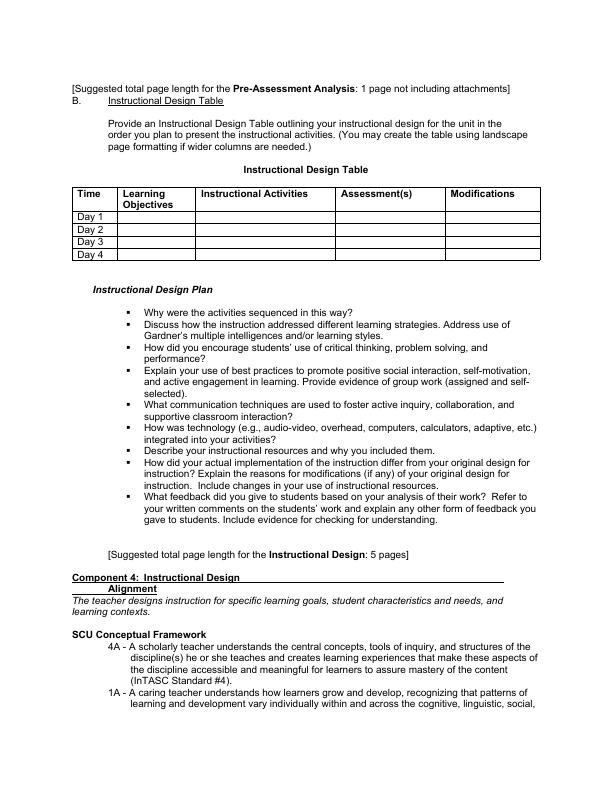 [Suggested total page length for the Pre-Assessment Analysis: 1 page not including attachments]
B. Instructional Design Table
Provide an Instructional Design Table outlining your instructional design for the unit in the
order you plan to present the instructional activities. (You may create the table using landscape
page formatting if wider columns are needed.)
Instructional Design Table
Time Learning Objectives Instructional Activities Assessment(s) Modifications
Day 1
Day 2
Day 3
Day 4
Instructional Design Plan
▪ Why were the activities sequenced in this way?
▪ Discuss how the instruction addressed different learning strategies. Address use of
Gardner's multiple intelligences and/or learning styles.
▪ How did you encourage students' use of critical thinking, problem solving, and
performance?
▪ Explain your use of best practices to promote positive social interaction, self-motivation,
and active engagement in learning. Provide evidence of group work (assigned and self-
selected).
▪ What communication techniques are used to foster active inquiry, collaboration, and
supportive classroom interaction?
▪ How was technology (e.g., audio-video, overhead, computers, calculators, adaptive, etc.)
integrated into your activities?
▪ Describe your instructional resources and why you included them.
▪ How did your actual implementation of the instruction differ from your original design for
instruction? Explain the reasons for modifications (if any) of your original design for
instruction. Include changes in your use of instructional resources.
▪ What feedback did you give to students based on your analysis of their work? Refer to
your written comments on the students' work and explain any other form of feedback you
gave to students. Include evidence for checking for understanding.
[Suggested total page length for the Instructional Design: 5 pages]
Component 4: Instructional Design
Alignment
The teacher designs instruction for specific learning goals, student characteristics and needs, and
learning contexts.
SCU Conceptual Framework
4A - A scholarly teacher understands the central concepts, tools of inquiry, and structures of the
discipline(s) he or she teaches and creates learning experiences that make these aspects of
the discipline accessible and meaningful for learners to assure mastery of the content
(InTASC Standard #4).
1A - A caring teacher understands how learners grow and develop, recognizing that patterns of
learning and development vary individually within and across the cognitive, linguistic, social,